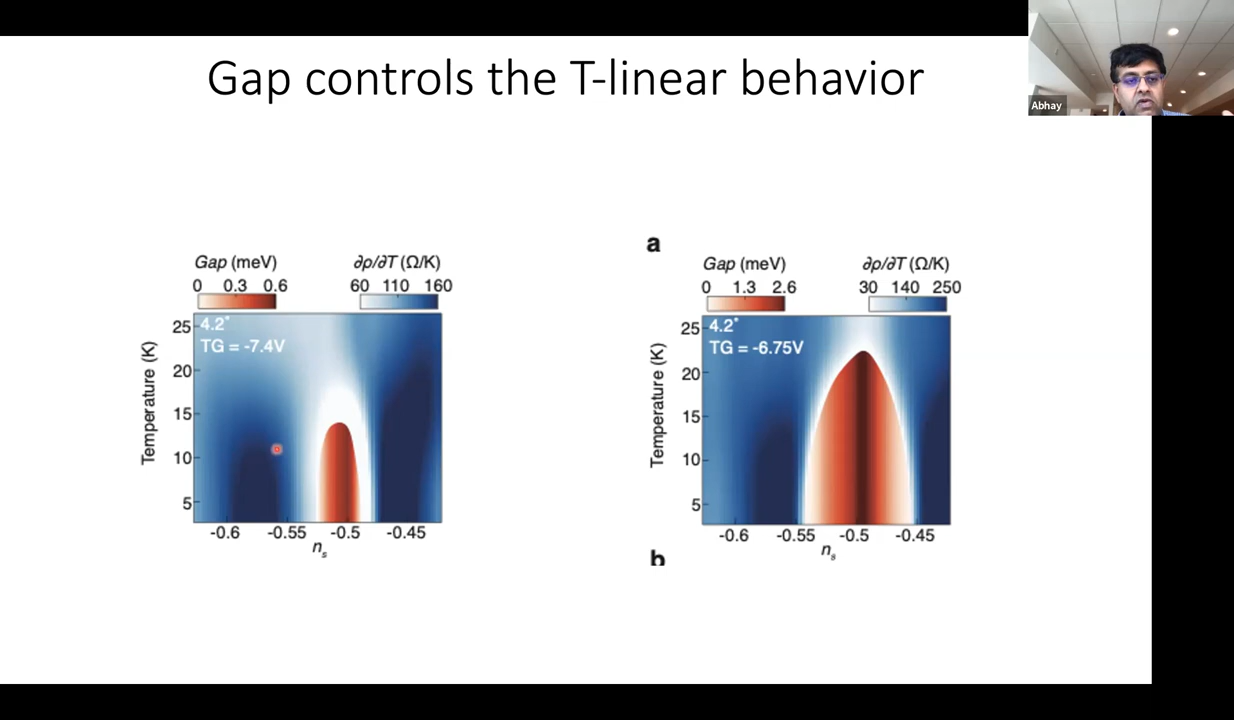 Gap controls the T-linear behavior
Abhay
Gap (meV)
0 0.3 0.6
∂ρ/∂T (Ω/K)
60 110 160
4.2°
TG = -7.4V
Temperature (K)
25
20
15
10
5
-0.6 -0.55 -0.5 -0.45
nₛ
a
Gap (meV)
0 1.3 2.6
∂ρ/∂T (Ω/K)
30 140 250
4.2°
TG = -6.75V
Temperature (K)
25
20
15
10
5
-0.6 -0.55 -0.5 -0.45
nₛ
b